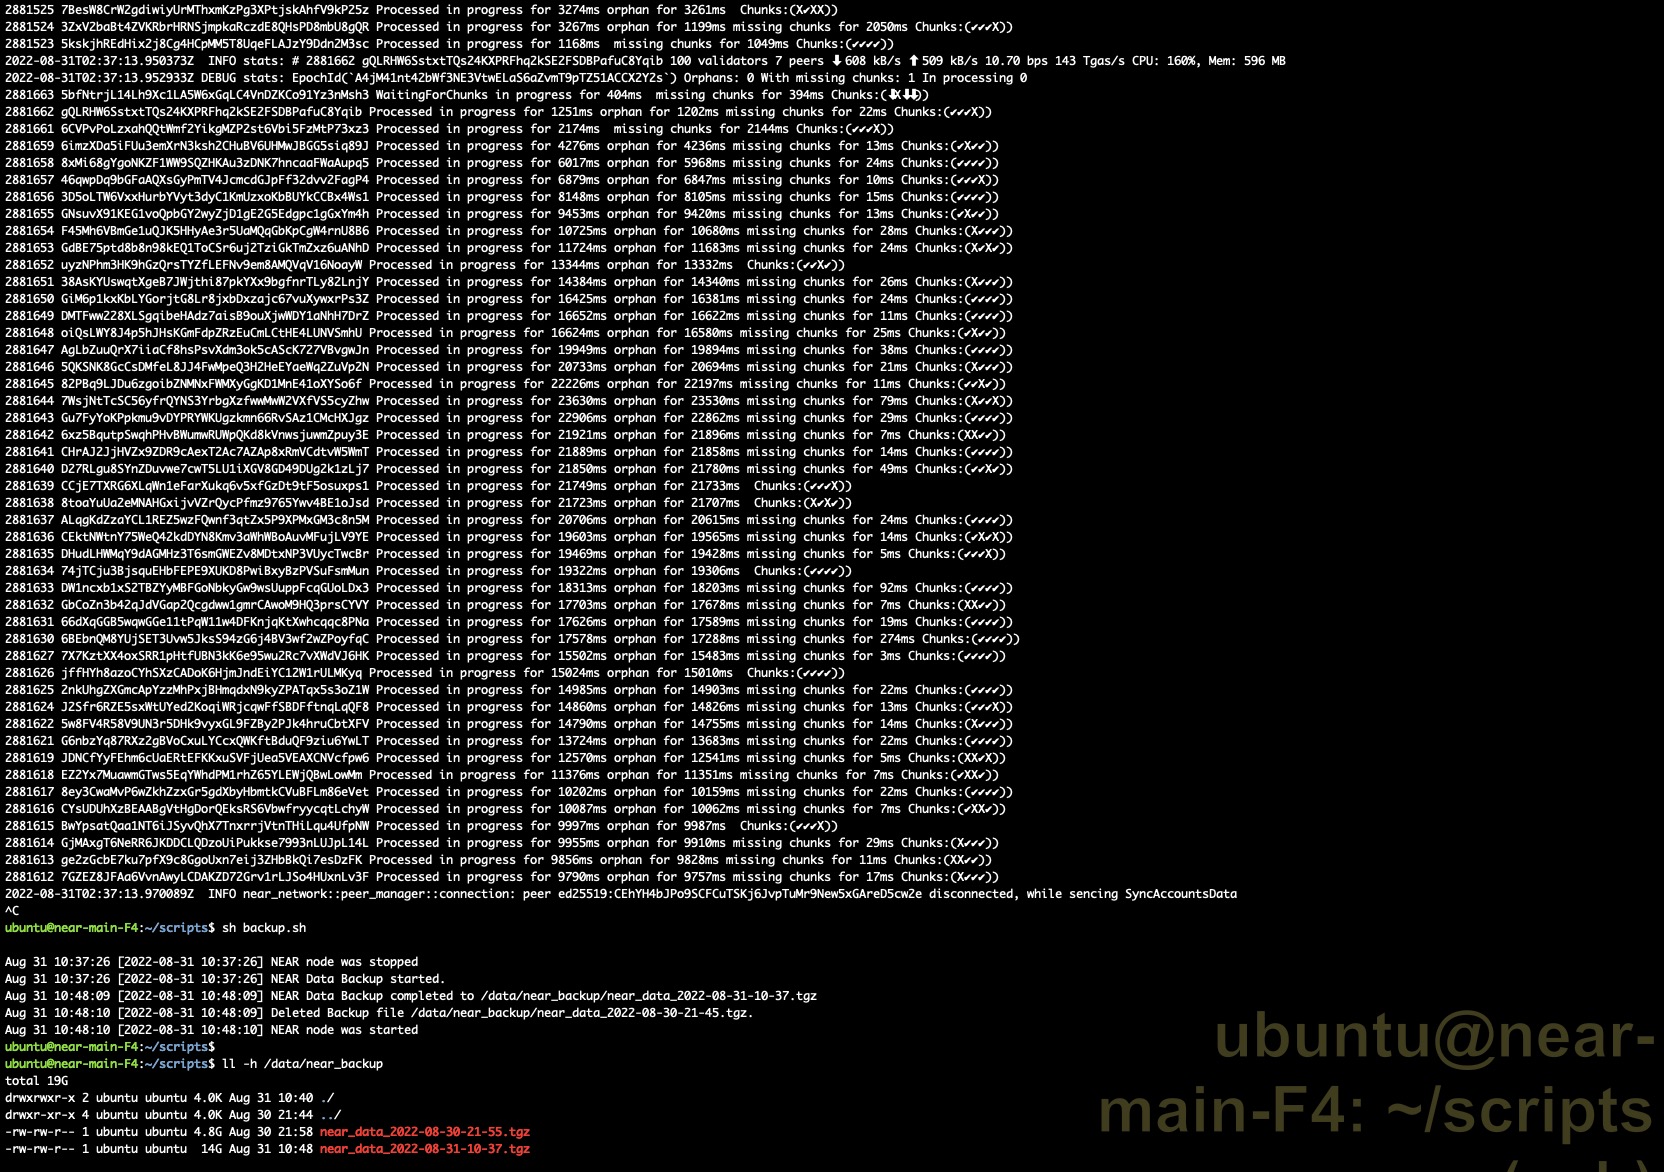 2881525 7BesW8CrW2gdiwiyUrMThxmKzPg3XPtjskAhfV9kP25z Processed in progress for 3274ms orphan for 3261ms  Chunks:(X✔XX))
2881524 3ZxV2baBt4ZVKRbrHRNSjmpkaRczdE8QHsPD8mbU8gQR Processed in progress for 3267ms orphan for 1199ms missing chunks for 2050ms Chunks:(✔✔✔X))
2881523 5kskjhREdHix2j8Cg4HCpMM5T8UqeFLAJzY9Ddn2M3sc Processed in progress for 1168ms  missing chunks for 1049ms Chunks:(✔✔✔✔))
2022-08-31T02:37:13.950373Z  INFO stats: # 2881662 gQLRHW6SstxtTQs24KXPRFhq2kSE2FSDBPafuC8Yqib 100 validators 7 peers ⬇ 608 kB/s ⬆ 509 kB/s 10.70 bps 143 Tgas/s CPU: 160%, Mem: 596 MB
2022-08-31T02:37:13.952933Z DEBUG stats: EpochId(`A4jM41nt42bWf3NE3VtwELaS6aZvmT9pTZ51ACCX2Y2s`) Orphans: 0 With missing chunks: 1 In processing 0
2881663 5bfNtrjL14Lh9Xc1LA5W6xGqLC4VnDZKCo91Yz3nMsh3 WaitingForChunks in progress for 404ms  missing chunks for 394ms Chunks:(⬇X⬇⬇))
2881662 gQLRHW6SstxtTQs24KXPRFhq2kSE2FSDBPafuC8Yqib Processed in progress for 1251ms orphan for 1202ms missing chunks for 22ms Chunks:(✔✔✔X))
2881661 6CVPvPoLzxahQQtWmf2YikgMZP2st6Vbi5FzMtP73xz3 Processed in progress for 2174ms  missing chunks for 2144ms Chunks:(✔✔✔X))
2881659 6imzXDa5iFUu3emXrN3ksh2CHuBV6UHMwJBGG5siq89J Processed in progress for 4276ms orphan for 4236ms missing chunks for 13ms Chunks:(✔X✔✔))
2881658 8xMi68gYgoNKZF1WW9SQZHKAu3zDNK7hncaaFWaAupq5 Processed in progress for 6017ms orphan for 5968ms missing chunks for 24ms Chunks:(✔✔✔✔))
2881657 46qwpDq9bGFaAQXsGyPmTV4JcmcdGJpFf32dvv2FagP4 Processed in progress for 6879ms orphan for 6847ms missing chunks for 10ms Chunks:(✔✔✔X))
2881656 3D5oLTW6VxxHurbYVyt3dyC1KmUzxoKbBUYkCCBx4Ws1 Processed in progress for 8148ms orphan for 8105ms missing chunks for 15ms Chunks:(✔✔✔✔))
2881655 GNsuvX91KEG1voQpbGY2wyZjD1gE2G5Edgpc1gGxYm4h Processed in progress for 9453ms orphan for 9420ms missing chunks for 13ms Chunks:(✔X✔✔))
2881654 F45Mh6VBmGe1uQJK5HHyAe3r5UaMQqGbKpCgW4rnU8B6 Processed in progress for 10725ms orphan for 10680ms missing chunks for 28ms Chunks:(X✔✔✔))
2881653 GdBE75ptd8b8n98kEQ1ToCSr6uj2TziGkTmZxz6uANhD Processed in progress for 11724ms orphan for 11683ms missing chunks for 24ms Chunks:(X✔X✔))
2881652 uyzNPhm3HK9hGzQrsTYZfLEFNv9em8AMQVqV16NoayW Processed in progress for 13344ms orphan for 13332ms  Chunks:(✔✔X✔))
2881651 38AsKYUswqtXgeB7JWjthi87pkYXx9bgfnrTLy82LnjY Processed in progress for 14384ms orphan for 14340ms missing chunks for 26ms Chunks:(X✔✔✔))
2881650 GiM6p1kxKbLYGorjtG8Lr8jxbDxzajc67vuXywxrPs3Z Processed in progress for 16425ms orphan for 16381ms missing chunks for 24ms Chunks:(✔✔✔✔))
2881649 DMTFww228XLSgqibeHAdz7aisB9ouXjwWDY1aNhH7DrZ Processed in progress for 16652ms orphan for 16622ms missing chunks for 11ms Chunks:(✔✔✔✔))
2881648 oiQsLWY8J4p5hJHsKGmFdpZRzEuCmLCtHE4LUNVSmhU Processed in progress for 16624ms orphan for 16580ms missing chunks for 25ms Chunks:(✔X✔✔))
2881647 AgLbZuuQrX7iiaCf8hsPsvXdm3ok5cAScK727VBvgwJn Processed in progress for 19949ms orphan for 19894ms missing chunks for 38ms Chunks:(✔✔✔✔))
2881646 5QKSNK8GcCsDMfeL8JJ4FwMpeQ3H2HeEYaeWq2ZuVp2N Processed in progress for 20733ms orphan for 20694ms missing chunks for 21ms Chunks:(X✔✔✔))
2881645 82PBq9LJDu6zgoibZNMNxFWMXyGgKD1MnE41oXYSo6f Processed in progress for 22226ms orphan for 22197ms missing chunks for 11ms Chunks:(✔✔X✔))
2881644 7WsjNtTcSC56yfrQYNS3YrbgXzfwwMwW2VXfVS5cyZhw Processed in progress for 23630ms orphan for 23530ms missing chunks for 79ms Chunks:(X✔✔X))
2881643 Gu7FyYoKPpkmu9vDYPRYWKUgzkmn66RvSAz1CMcHXJgz Processed in progress for 22906ms orphan for 22862ms missing chunks for 29ms Chunks:(✔✔✔✔))
2881642 6xz5BqutpSwqhPHvBWumwRUWpQKd8kVnwsjuwmZpuy3E Processed in progress for 21921ms orphan for 21896ms missing chunks for 7ms Chunks:(XX✔✔))
2881641 CHrAJ2JjHVZx9ZDR9cAexT2Ac7AZAp8xRmVCdtvW5WmT Processed in progress for 21889ms orphan for 21858ms missing chunks for 14ms Chunks:(✔✔✔✔))
2881640 D27RLgu8SYnZDuvwe7cwT5LU1iXGV8GD49DUg2k1zLj7 Processed in progress for 21850ms orphan for 21780ms missing chunks for 49ms Chunks:(✔✔X✔))
2881639 CCjE7TXRG6XLqWn1eFarXukq6v5xfGzDt9tF5osuxps1 Processed in progress for 21749ms orphan for 21733ms  Chunks:(✔✔✔X))
2881638 8toaYuUa2eMNAHGxijvVZrQycPfmz9765Ywv4BE1oJsd Processed in progress for 21723ms orphan for 21707ms  Chunks:(X✔X✔))
2881637 ALqgKdZzaYCL1REZ5wzFQwnf3qtZx5P9XPMxGM3c8n5M Processed in progress for 20706ms orphan for 20615ms missing chunks for 24ms Chunks:(✔✔✔✔))
2881636 CEktNWtnY75WeQ42kdDYN8Kmv3aWhWBoAuvMFujLV9YE Processed in progress for 19603ms orphan for 19565ms missing chunks for 14ms Chunks:(✔X✔X))
2881635 DHudLHWMqY9dAGMHz3T6smGWEZv8MDtxNP3VUycTwcBr Processed in progress for 19469ms orphan for 19428ms missing chunks for 5ms Chunks:(✔✔✔X))
2881634 74jTCju3BjsquEHbFEPE9XUKD8PwiBxyBzPVSuFsmMun Processed in progress for 19322ms orphan for 19306ms  Chunks:(✔✔✔✔))
2881633 DW1ncxb1xS2TBZYyMBFGoNbkyGw9wsUuppFcqGUoLDx3 Processed in progress for 18313ms orphan for 18203ms missing chunks for 92ms Chunks:(✔✔✔✔))
2881632 GbCoZn3b42qJdVGap2Qcgdww1gmrCAwoM9HQ3prsCYVY Processed in progress for 17703ms orphan for 17678ms missing chunks for 7ms Chunks:(XX✔✔))
2881631 66dXqGGB5wqwGGe11tPqW11w4DFKnjqKtXwhcqqc8PNa Processed in progress for 17626ms orphan for 17589ms missing chunks for 19ms Chunks:(✔✔✔✔))
2881630 6BEbnQM8YUjSET3Uvw5JksS94zG6j4BV3wf2wZPoyfqC Processed in progress for 17578ms orphan for 17288ms missing chunks for 274ms Chunks:(✔✔✔✔))
2881627 7X7KztXX4oxSRR1pHtfUBN3kK6e95wu2Rc7vXWdVJ6HK Processed in progress for 15502ms orphan for 15483ms missing chunks for 3ms Chunks:(✔✔✔✔))
2881626 jffHYh8azoCYhSXzCADoK6HjmJndEiYC12W1rULMKyq Processed in progress for 15024ms orphan for 15010ms  Chunks:(✔✔✔✔))
2881625 2nkUhgZXGmcApYzzMhPxjBHmqdxN9kyZPATqx5s3oZ1W Processed in progress for 14985ms orphan for 14903ms missing chunks for 22ms Chunks:(✔✔✔✔))
2881624 J2Sfr6RZE5sxWtUYed2KoqiWRjcqwFfSBDFftnqLqQF8 Processed in progress for 14860ms orphan for 14826ms missing chunks for 13ms Chunks:(✔✔✔X))
2881622 5w8FV4R58V9UN3r5DHk9vyxGL9FZBy2PJk4hruCbtXFV Processed in progress for 14790ms orphan for 14755ms missing chunks for 14ms Chunks:(X✔✔✔))
2881621 G6nbzYq87RXz2gBVoCxuLYCcxQWKftBduQF9ziu6YwLT Processed in progress for 13724ms orphan for 13683ms missing chunks for 22ms Chunks:(✔✔✔✔))
2881619 JDNCfYyFEhm6cUaERtEFKKxuSVFjUea5VEAXCNVcfpw6 Processed in progress for 12570ms orphan for 12541ms missing chunks for 5ms Chunks:(XX✔X))
2881618 EZ2Yx7MuawmGTws5EqYWhdPM1rhZ65YLEWjQBwLowMm Processed in progress for 11376ms orphan for 11351ms missing chunks for 7ms Chunks:(✔XX✔))
2881617 8ey3CwaMvP6wZkhZzxGr5gdXbyHbmtkCVuBFLm86eVet Processed in progress for 10202ms orphan for 10159ms missing chunks for 22ms Chunks:(✔✔✔✔))
2881616 CYsUDUhXzBEAABgVtHgDorQEksRS6Vbwfryycq​tLchyW Processed in progress for 10087ms orphan for 10062ms missing chunks for 7ms Chunks:(✔XX✔))
2881615 BwYpsatQaa1NT6iJSyvQhX7TnxrrjVtnTHiLqu4UfpNW Processed in progress for 9997ms orphan for 9987ms  Chunks:(✔✔✔X))
2881614 GjMAxgT6NeRR6JKDDCLQDzoUiPukkse7993nLUJpL14L Processed in progress for 9955ms orphan for 9910ms missing chunks for 29ms Chunks:(X✔✔✔))
2881613 ge2zGcbE7ku7pfX9c8GgoUxn7eij3ZHbBkQi7esDzFK Processed in progress for 9856ms orphan for 9828ms missing chunks for 11ms Chunks:(XX✔✔))
2881612 7GZEZ8JFAa6VvnAwyLCDAKZD72Grv1rLJSo4HUxnLv3F Processed in progress for 9790ms orphan for 9757ms missing chunks for 17ms Chunks:(X✔✔✔))
2022-08-31T02:37:13.970089Z  INFO near_network::peer_manager::connection: peer ed25519:CEhYH4bJPo9SCFCuTSKj6JvpTuMr9New5xGAreD5cw2e disconnected, while sencing SyncAccountsData
^C
ubuntu@near-main-F4:~/scripts$ sh backup.sh
Aug 31 10:37:26 [2022-08-31 10:37:26] NEAR node was stopped
Aug 31 10:37:26 [2022-08-31 10:37:26] NEAR Data Backup started.
Aug 31 10:48:09 [2022-08-31 10:48:09] NEAR Data Backup completed to /data/near_backup/near_data_2022-08-31-10-37.tgz
Aug 31 10:48:10 [2022-08-31 10:48:09] Deleted Backup file /data/near_backup/near_data_2022-08-30-21-45.tgz.
Aug 31 10:48:10 [2022-08-31 10:48:10] NEAR node was started
ubuntu@near-main-F4:~/scripts$
ubuntu@near-main-F4:~/scripts$ ll -h /data/near_backup
total 19G
drwxrwxr-x 2 ubuntu ubuntu 4.0K Aug 31 10:40 ./
drwxr-xr-x 4 ubuntu ubuntu 4.0K Aug 30 21:44 ../
-rw-rw-r-- 1 ubuntu ubuntu 4.8G Aug 30 21:58 near_data_2022-08-30-21-55.tgz
-rw-rw-r-- 1 ubuntu ubuntu  14G Aug 31 10:48 near_data_2022-08-31-10-37.tgz
ubuntu@near-
main-F4: ~/scripts